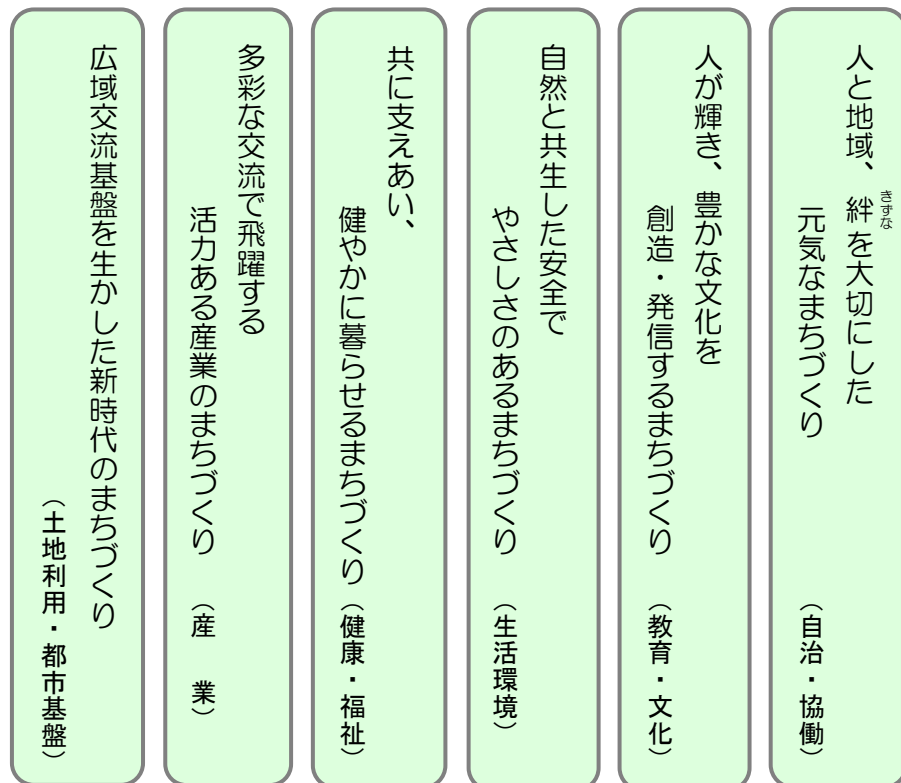 人と地域、絆を大切にした
きずな
元気なまちづくり
（自治・協働）
人が輝き、豊かな文化を
創造・発信するまちづくり
（教育・文化）
自然と共生した安全で
やさしさのあるまちづくり
（生活環境）
共に支えあい、
健やかに暮らせるまちづくり
（健康・福祉）
多彩な交流で飛躍する
活力ある産業のまちづくり
（産　業）
広域交流基盤を生かした新時代のまちづくり
（土地利用・都市基盤）